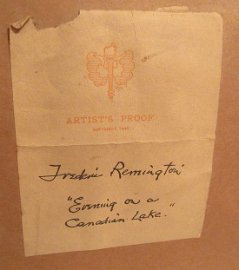 ARTIST'S PROOF
Frederic Remington
"Evening on a
Canadian Lake."